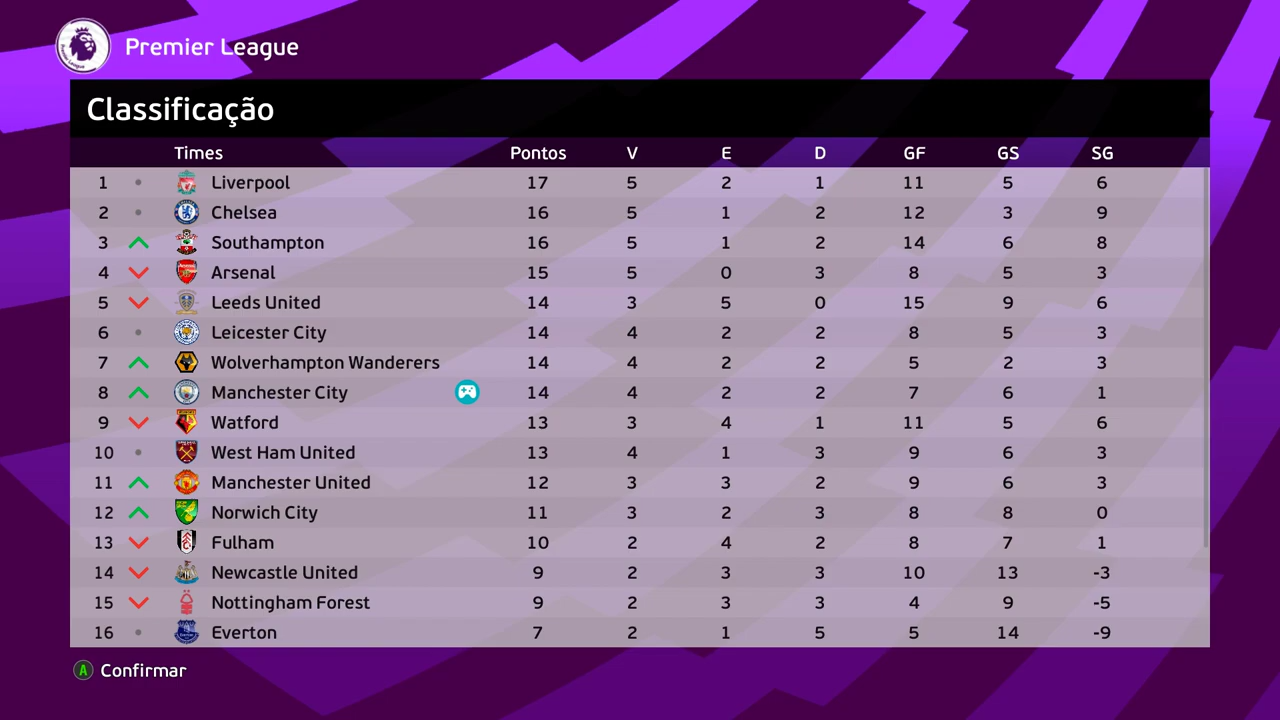 Premier League
Classificação
Times Pontos V E D GF GS SG
1 Liverpool 17 5 2 1 11 5 6
2 Chelsea 16 5 1 2 12 3 9
3 Southampton 16 5 1 2 14 6 8
4 Arsenal 15 5 0 3 8 5 3
5 Leeds United 14 3 5 0 15 9 6
6 Leicester City 14 4 2 2 8 5 3
7 Wolverhampton Wanderers 14 4 2 2 5 2 3
8 Manchester City 14 4 2 2 7 6 1
9 Watford 13 3 4 1 11 5 6
10 West Ham United 13 4 1 3 9 6 3
11 Manchester United 12 3 3 2 9 6 3
12 Norwich City 11 3 2 3 8 8 0
13 Fulham 10 2 4 2 8 7 1
14 Newcastle United 9 2 3 3 10 13 -3
15 Nottingham Forest 9 2 3 3 4 9 -5
16 Everton 7 2 1 5 5 14 -9
A Confirmar